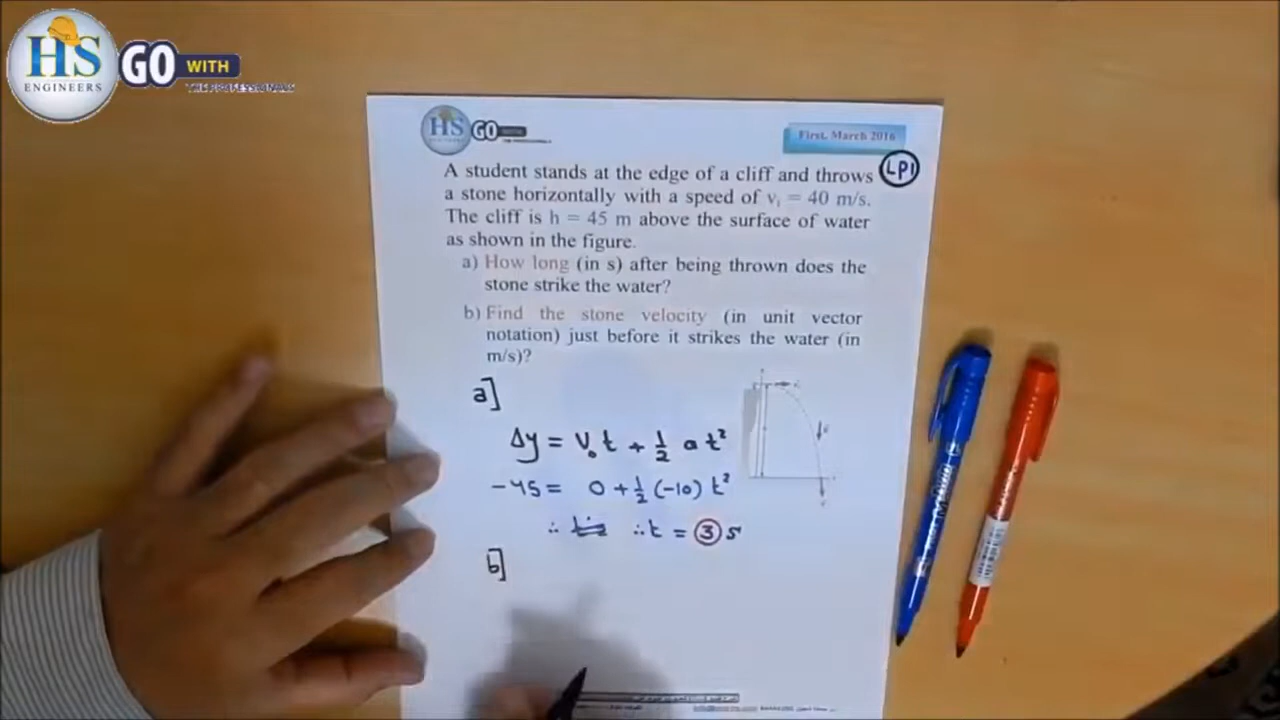 HS
ENGINEERS
GO WITH
THE PROFESSIONALS
HS GO
First, March 2016
LP1
A student stands at the edge of a cliff and throws
a stone horizontally with a speed of vᵢ = 40 m/s.
The cliff is h = 45 m above the surface of water
as shown in the figure.
a) How long (in s) after being thrown does the
stone strike the water?
b) Find the stone velocity (in unit vector
notation) just before it strikes the water (in
m/s)?
a]
Δy = V₀t + ½ a t²
-45 = 0 + ½ (-10) t²
∴ t = 3 s
b]